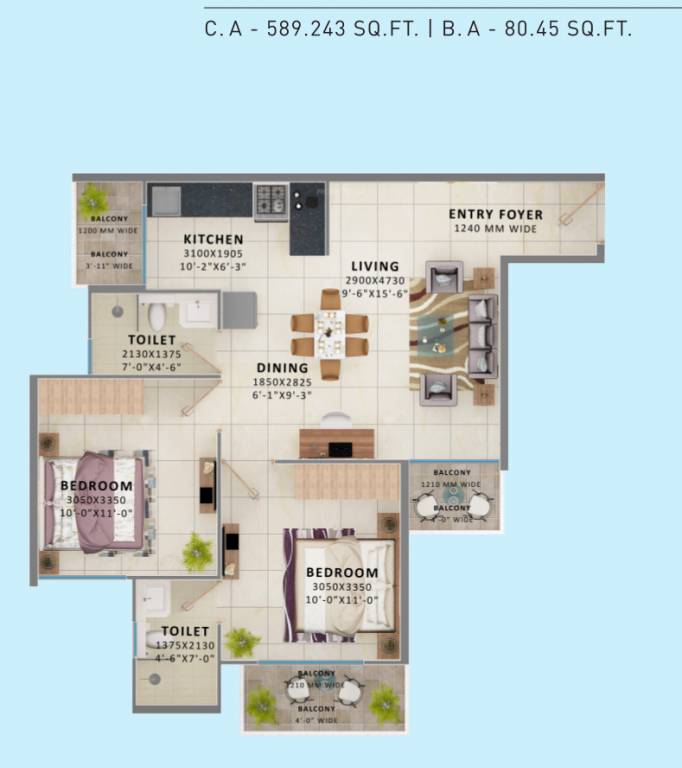 C.A - 589.243 SQ.FT. | B.A - 80.45 SQ.FT.
BALCONY
1200 MM WIDE
BALCONY
3'-11" WIDE
KITCHEN
3100X1905
10'-2"X6'-3"
ENTRY FOYER
1240 MM WIDE
LIVING
2900X4730
9'-6"X15'-6"
TOILET
2130X1375
7'-0"X4'-6"
DINING
1850X2825
6'-1"X9'-3"
BEDROOM
3050X3350
10'-0"X11'-0"
BALCONY
1210 MM WIDE
BALCONY
4'-0" WIDE
BEDROOM
3050X3350
10'-0"X11'-0"
TOILET
1375X2130
4'-6"X7'-0"
BALCONY
1210 MM WIDE
BALCONY
4'-0" WIDE